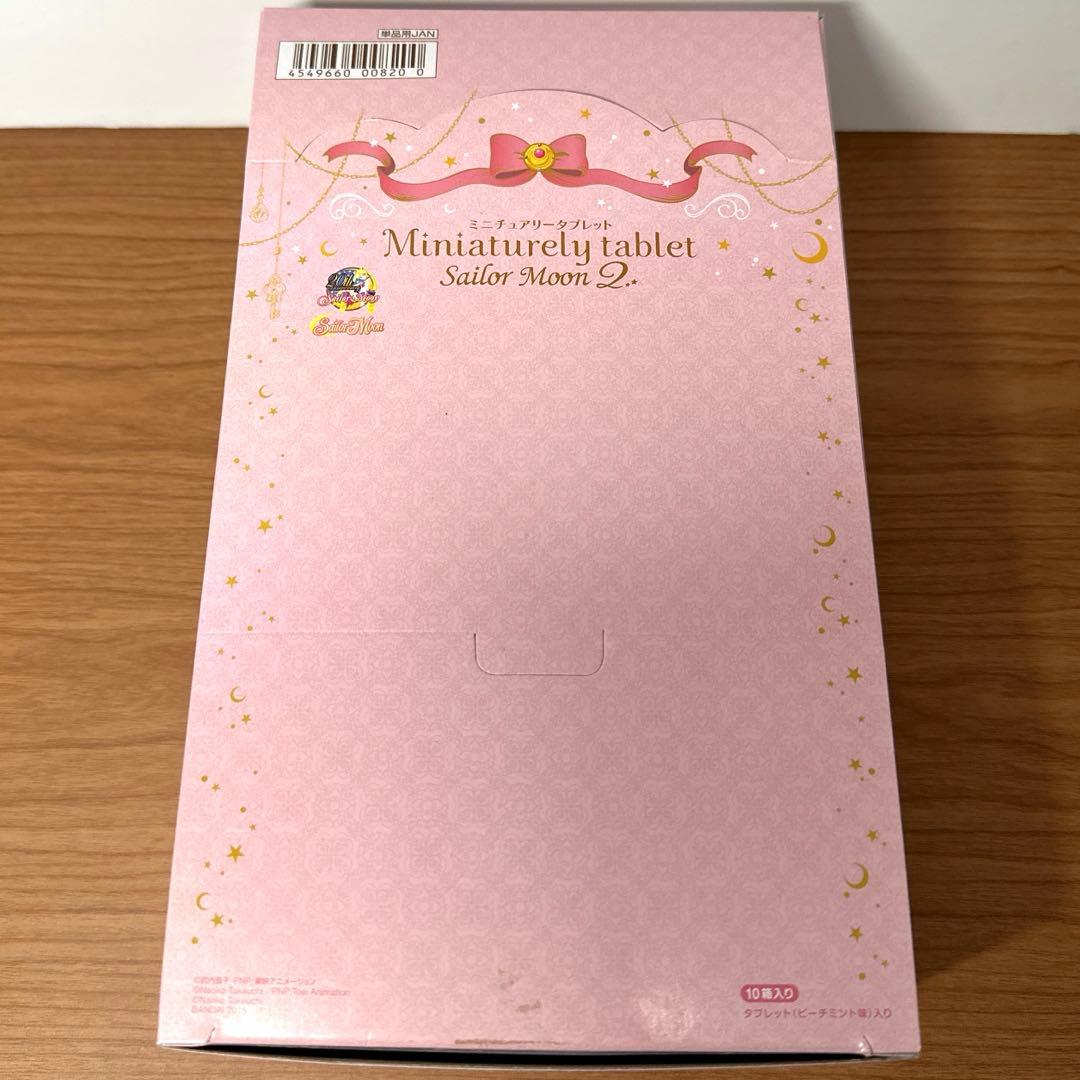 単品用JAN
4549660 00820 0
ミニチュアリータブレット
Miniaturely tablet
Sailor Moon 2
20th
Sailor Moon
Sailor Moon
©武内直子・PNP・東映アニメーション
©Naoko Takeuchi / PNP, Toei Animation
©Naoko Takeuchi
BANDAI 2015
10箱入り
タブレット(ピーチミント味)入り